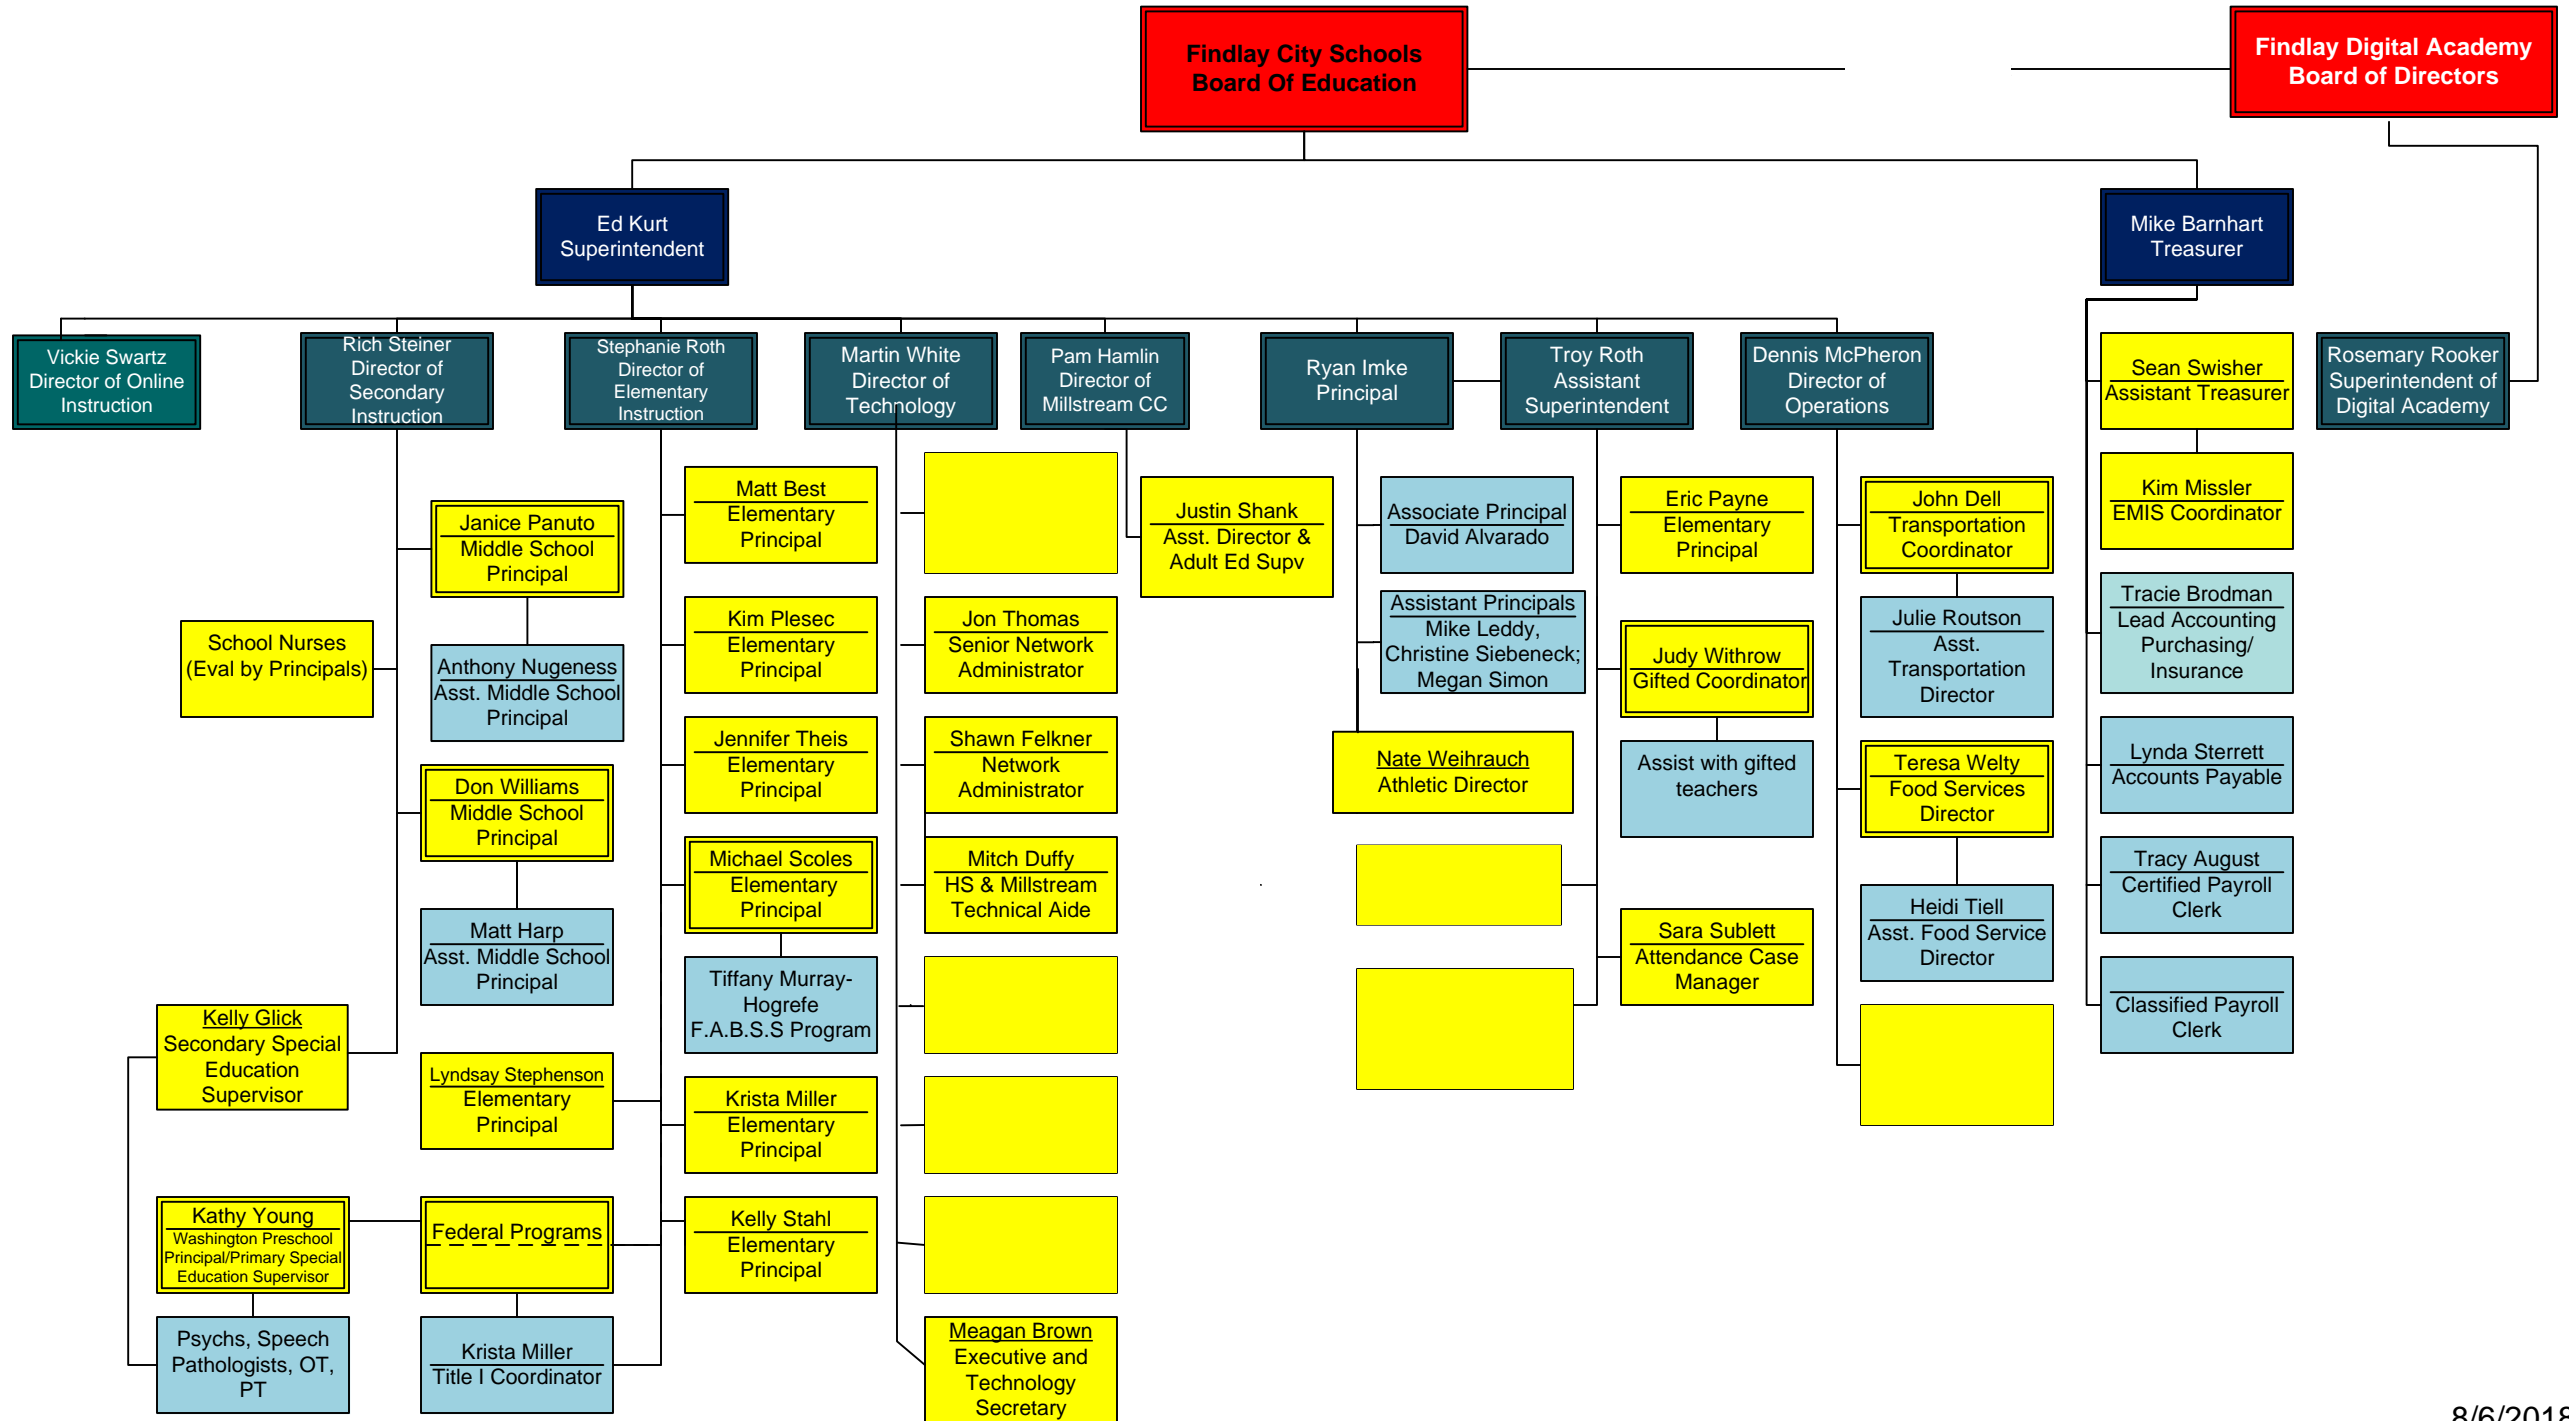 Findlay City Schools
Board Of Education
Findlay Digital Academy
Board of Directors
Ed Kurt
Superintendent
Mike Barnhart
Treasurer
Vickie Swartz
Director of Online
Instruction
Rich Steiner
Director of
Secondary
Instruction
Stephanie Roth
Director of
Elementary
Instruction
Martin White
Director of
Technology
Pam Hamlin
Director of
Millstream CC
Ryan Imke
Principal
Troy Roth
Assistant
Superintendent
Dennis McPheron
Director of
Operations
Sean Swisher
Assistant Treasurer
Rosemary Rooker
Superintendent of
Digital Academy
Janice Panuto
Middle School
Principal
School Nurses
(Eval by Principals)
Anthony Nugeness
Asst. Middle School
Principal
Don Williams
Middle School
Principal
Matt Harp
Asst. Middle School
Principal
Kelly Glick
Secondary Special
Education
Supervisor
Lyndsay Stephenson
Elementary
Principal
Kathy Young
Washington Preschool
Principal/Primary Special
Education Supervisor
Federal Programs
Psychs, Speech
Pathologists, OT,
PT
Krista Miller
Title I Coordinator
Matt Best
Elementary
Principal
Kim Plesec
Elementary
Principal
Jennifer Theis
Elementary
Principal
Michael Scoles
Elementary
Principal
Tiffany Murray-
Hogrefe
F.A.B.S.S Program
Krista Miller
Elementary
Principal
Kelly Stahl
Elementary
Principal
Jon Thomas
Senior Network
Administrator
Shawn Felkner
Network
Administrator
Mitch Duffy
HS & Millstream
Technical Aide
Meagan Brown
Executive and
Technology
Secretary
Justin Shank
Asst. Director &
Adult Ed Supv
Associate Principal
David Alvarado
Assistant Principals
Mike Leddy,
Christine Siebeneck;
Megan Simon
Nate Weihrauch
Athletic Director
Eric Payne
Elementary
Principal
Judy Withrow
Gifted Coordinator
Assist with gifted
teachers
Sara Sublett
Attendance Case
Manager
John Dell
Transportation
Coordinator
Julie Routson
Asst.
Transportation
Director
Teresa Welty
Food Services
Director
Heidi Tiell
Asst. Food Service
Director
Kim Missler
EMIS Coordinator
Tracie Brodman
Lead Accounting
Purchasing/
Insurance
Lynda Sterrett
Accounts Payable
Tracy August
Certified Payroll
Clerk
Classified Payroll
Clerk
8/6/2018